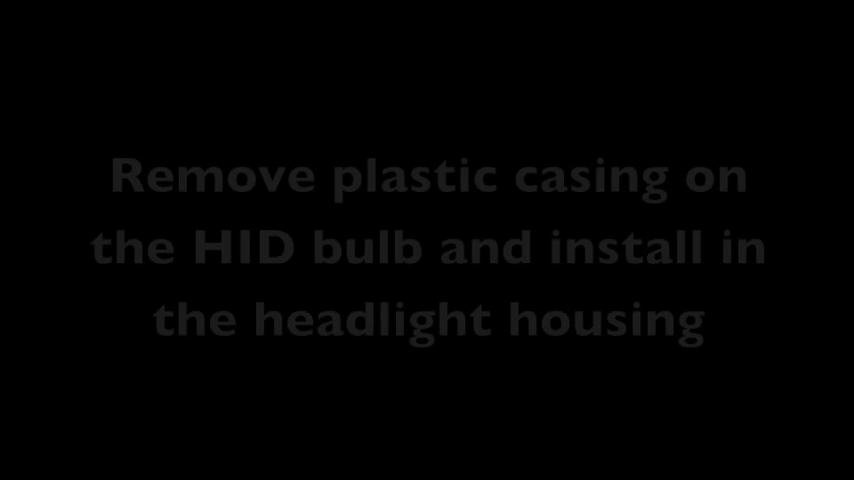 Remove plastic casing on
the HID bulb and install in
the headlight housing